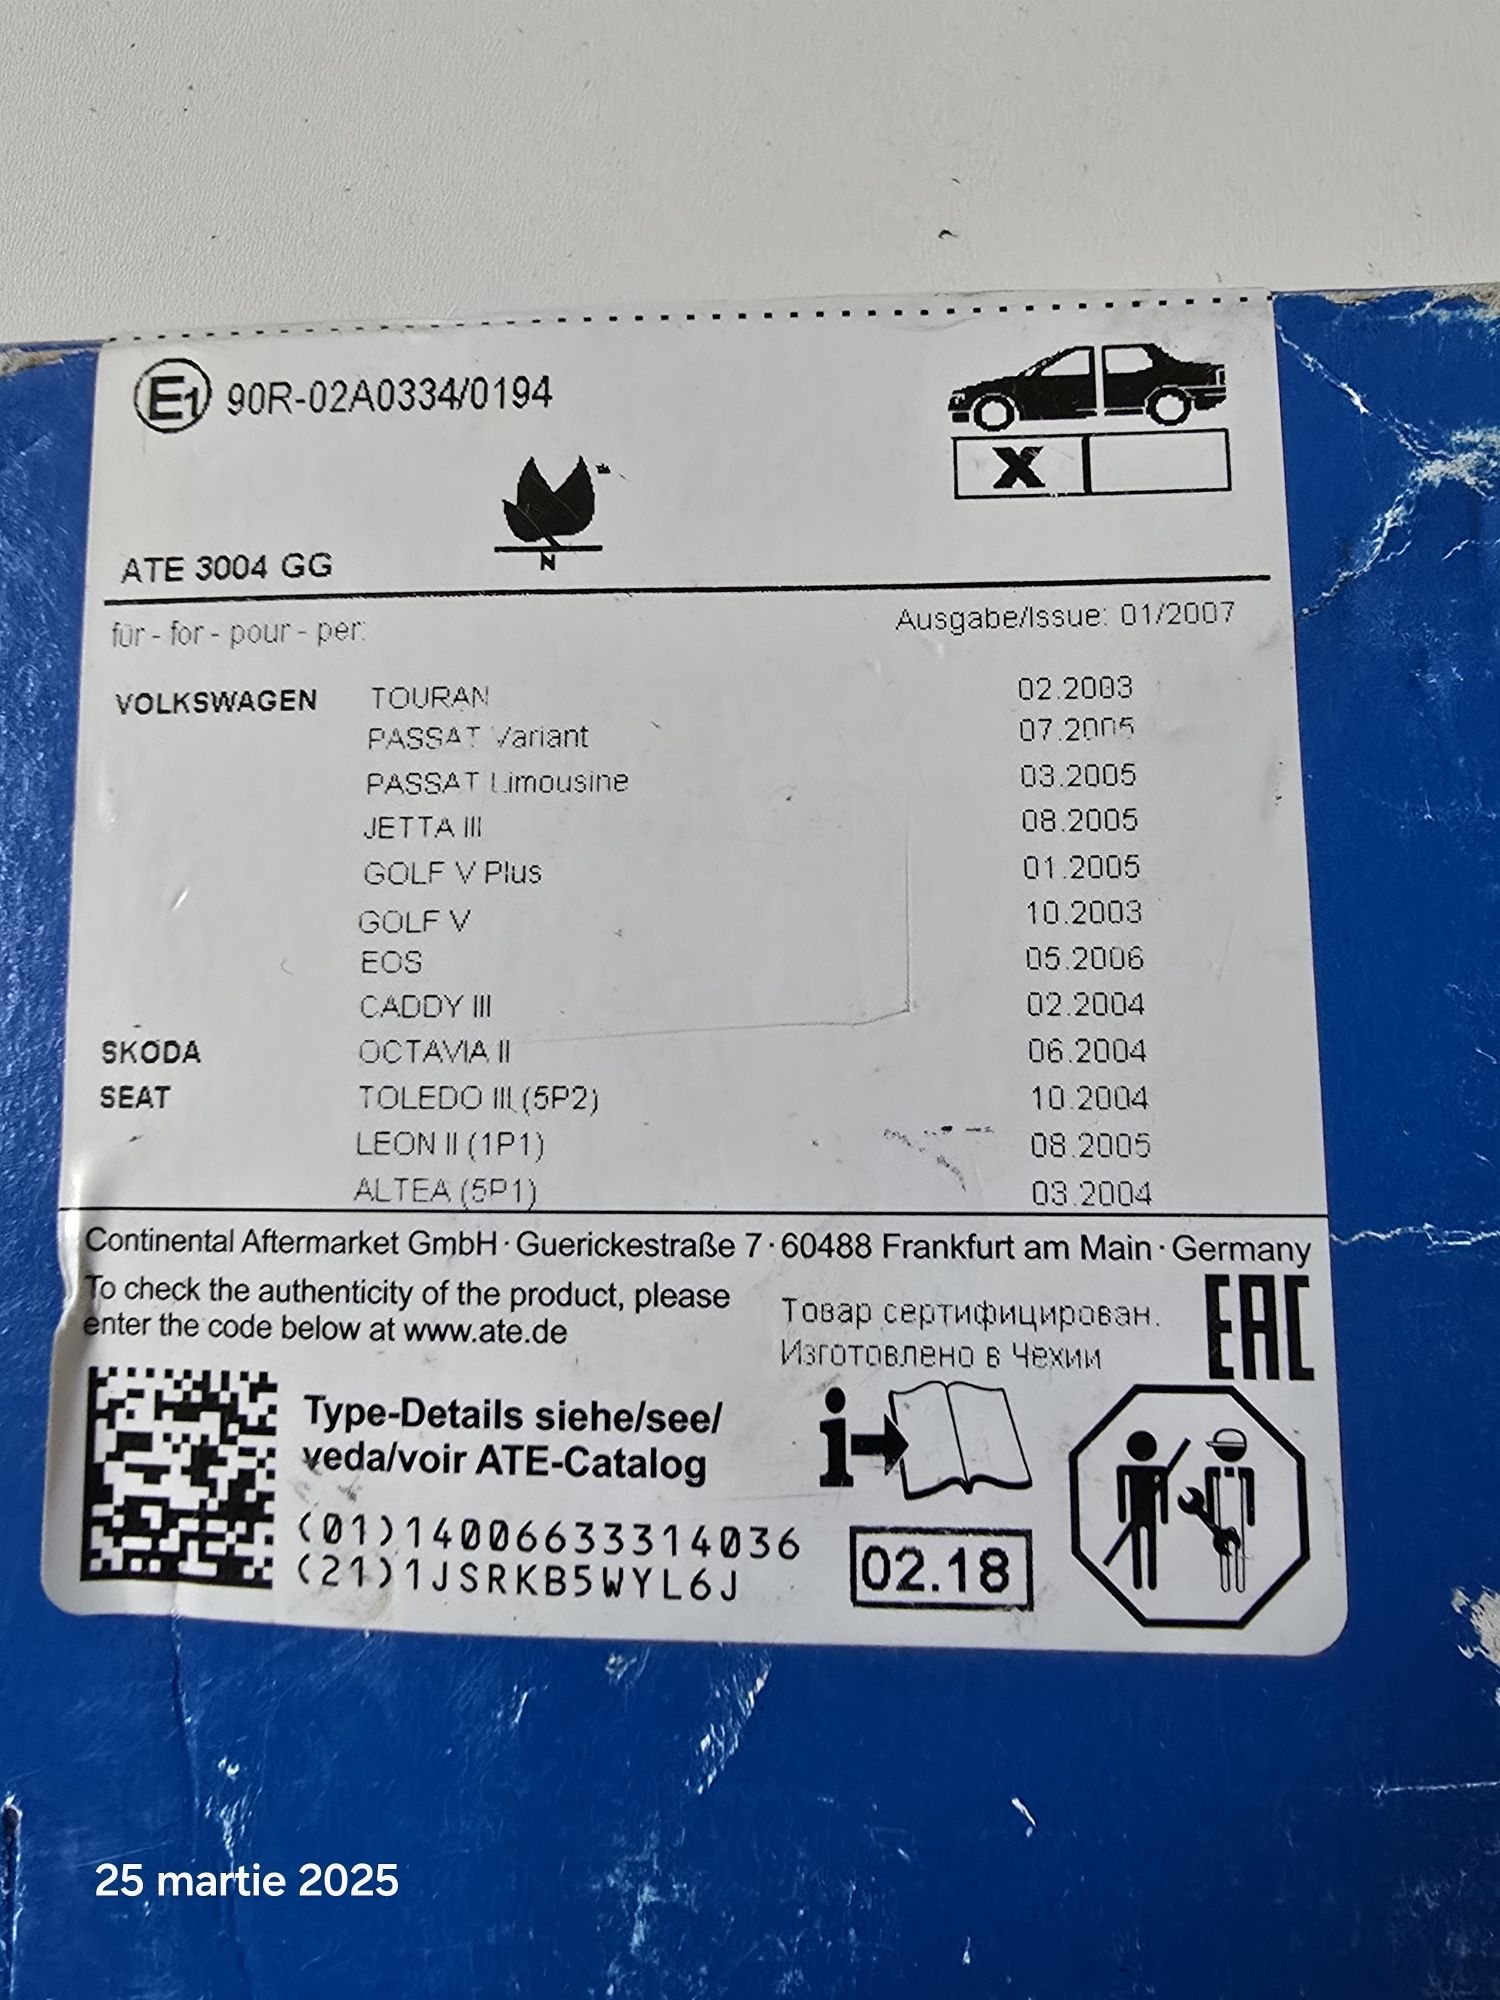 E1 90R-02A0334/0194
X
N
ATE 3004 GG
für - for - pour - per:
Ausgabe/Issue: 01/2007
VOLKSWAGEN TOURAN 02.2003
PASSAT Variant 07.2005
PASSAT Limousine 03.2005
JETTA III 08.2005
GOLF V Plus 01.2005
GOLF V 10.2003
EOS 05.2006
CADDY III 02.2004
SKODA OCTAVIA II 06.2004
SEAT TOLEDO III (5P2) 10.2004
LEON II (1P1) 08.2005
ALTEA (5P1) 03.2004
Continental Aftermarket GmbH · Guerickestraße 7 · 60488 Frankfurt am Main · Germany
To check the authenticity of the product, please
enter the code below at www.ate.de
Товар сертифицирован.
Изготовлено в Чехии
EAC
Type-Details siehe/see/
veda/voir ATE-Catalog
i
(01)14006633314036
(21)1JSRKB5WYL6J
02.18
25 martie 2025